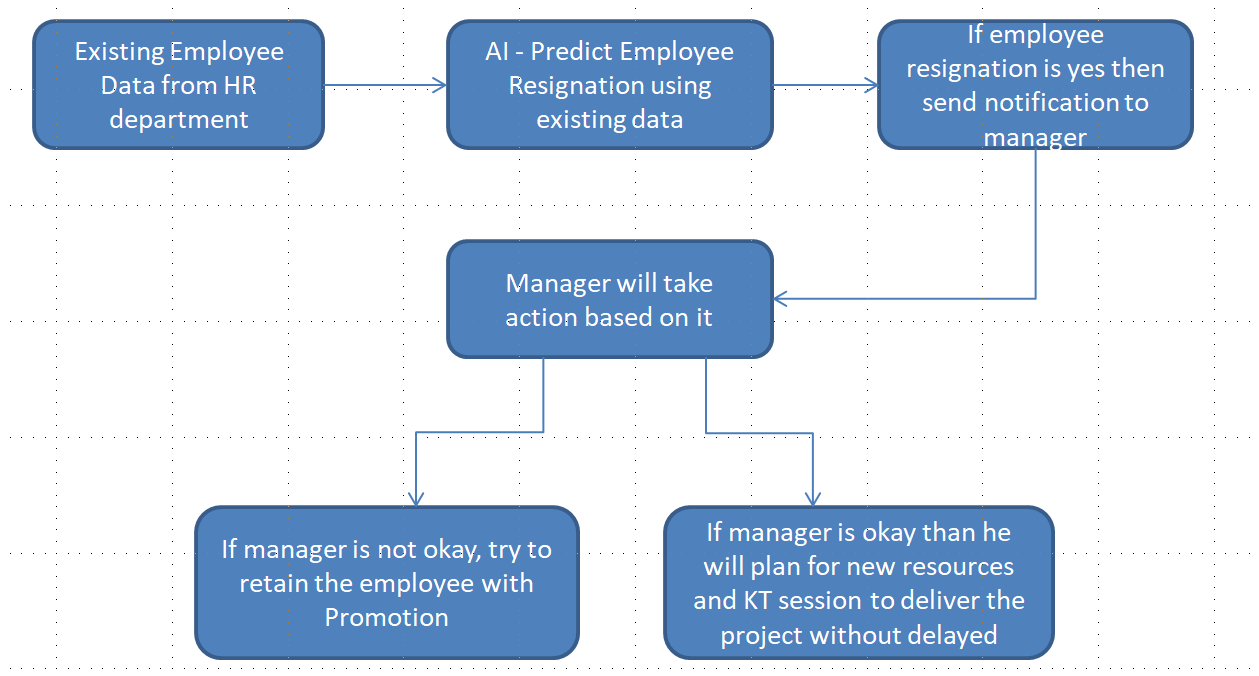 Existing Employee
Data from HR
department
AI - Predict Employee
Resignation using
existing data
If employee
resignation is yes then
send notification to
manager
Manager will take
action based on it
If manager is not okay, try to
retain the employee with
Promotion
If manager is okay than he
will plan for new resources
and KT session to deliver the
project without delayed